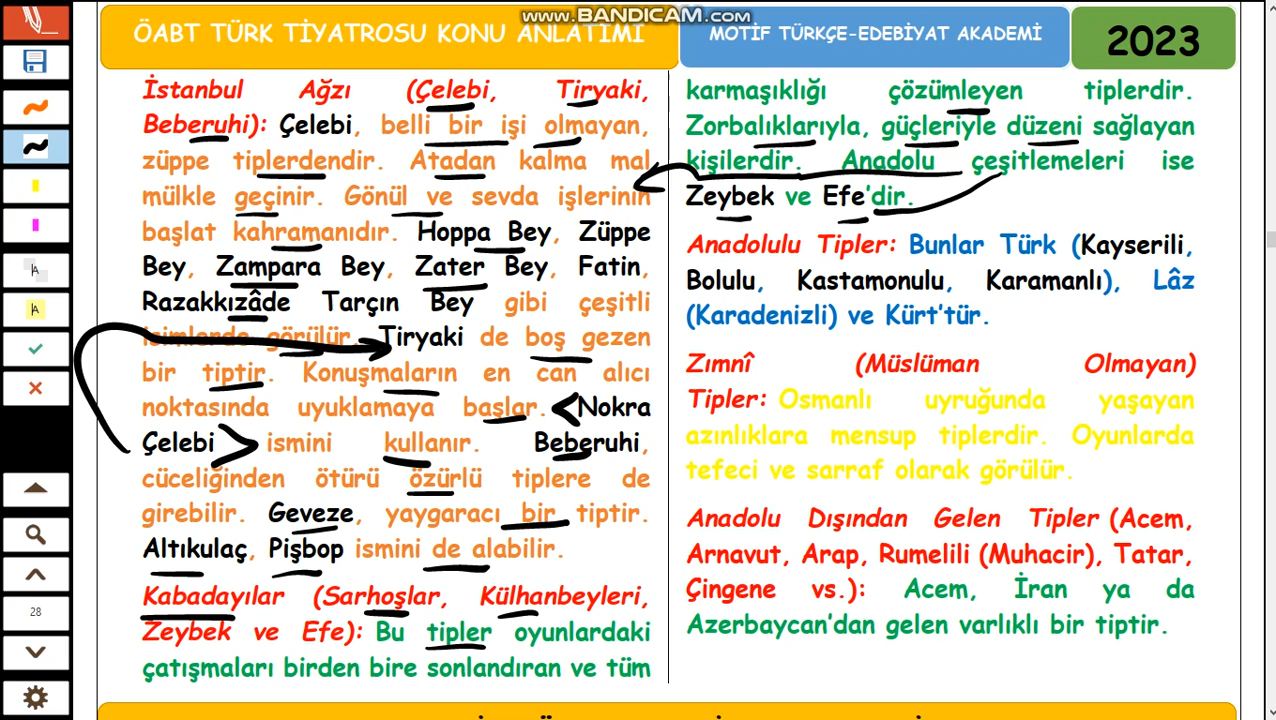 www.BANDICAM.com
ÖABT TÜRK TİYATROSU KONU ANLATIMI
MOTİF TÜRKÇE-EDEBİYAT AKADEMİ
2023
İstanbul Ağzı (Çelebi, Tiryaki,
Beberuhi): Çelebi, belli bir işi olmayan,
züppe tiplerdendir. Atadan kalma mal
mülkle geçinir. Gönül ve sevda işlerinin
başlat kahramanıdır. Hoppa Bey, Züppe
Bey, Zampara Bey, Zater Bey, Fatin,
Razakkızâde Tarçın Bey gibi çeşitli
isimlerde görülür. Tiryaki de boş gezen
bir tiptir. Konuşmaların en can alıcı
noktasında uyuklamaya başlar. Nokra
Çelebi ismini kullanır. Beberuhi,
cüceliğinden ötürü özürlü tiplere de
girebilir. Geveze, yaygaracı bir tiptir.
Altıkulaç, Pişbop ismini de alabilir.
Kabadayılar (Sarhoşlar, Külhanbeyleri,
Zeybek ve Efe): Bu tipler oyunlardaki
çatışmaları birden bire sonlandıran ve tüm
karmaşıklığı çözümleyen tiplerdir.
Zorbalıklarıyla, güçleriyle düzeni sağlayan
kişilerdir. Anadolu çeşitlemeleri ise
Zeybek ve Efe'dir.
Anadolulu Tipler: Bunlar Türk (Kayserili,
Bolulu, Kastamonulu, Karamanlı), Lâz
(Karadenizli) ve Kürt'tür.
Zımnî (Müslüman Olmayan)
Tipler: Osmanlı uyruğunda yaşayan
azınlıklara mensup tiplerdir. Oyunlarda
tefeci ve sarraf olarak görülür.
Anadolu Dışından Gelen Tipler (Acem,
Arnavut, Arap, Rumelili (Muhacir), Tatar,
Çingene vs.): Acem, İran ya da
Azerbaycan'dan gelen varlıklı bir tiptir.
28